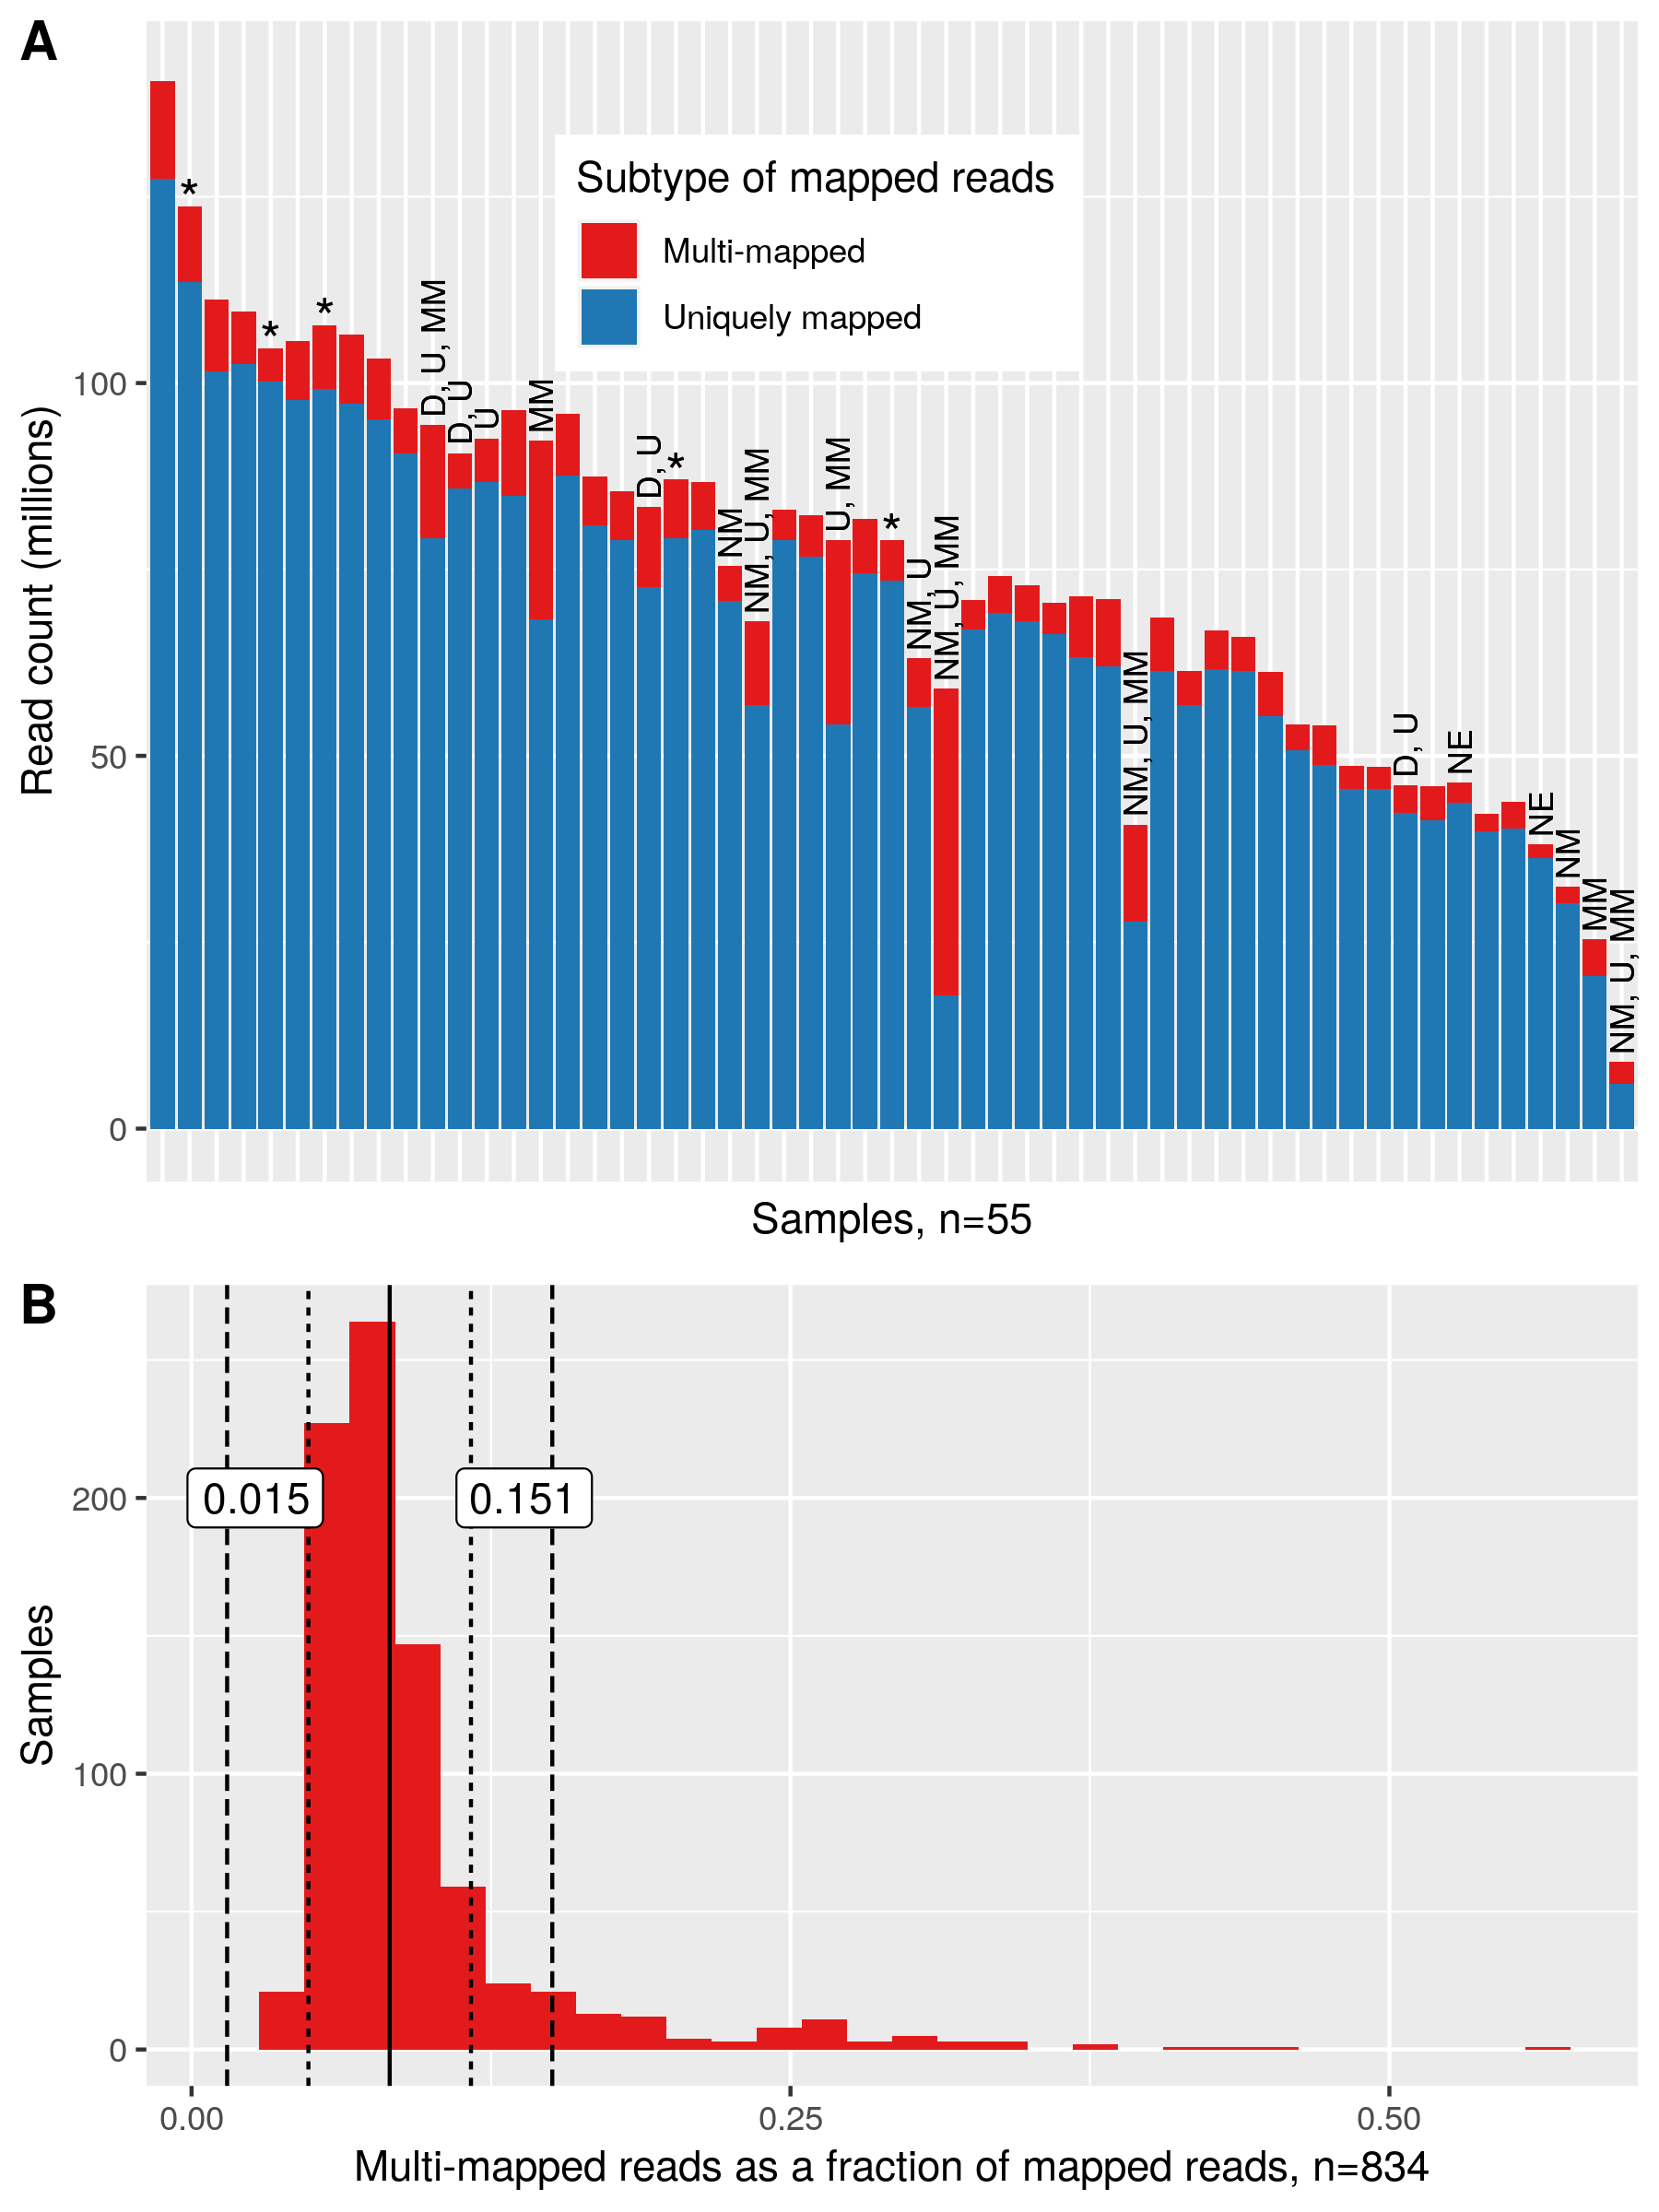 A
Subtype of mapped reads
Multi-mapped
Uniquely mapped
Read count (millions)
100
50
0
*
*
*
D, U, MM
D, U
U
MM
D, U
*
NM
NM, U, MM
U, MM
*
NM, U
NM, U, MM
NM, U, MM
D, U
NE
NE
NM
MM
NM, U, MM
Samples, n=55
B
0.015
0.151
Samples
200
100
0
0.00
0.25
0.50
Multi-mapped reads as a fraction of mapped reads, n=834